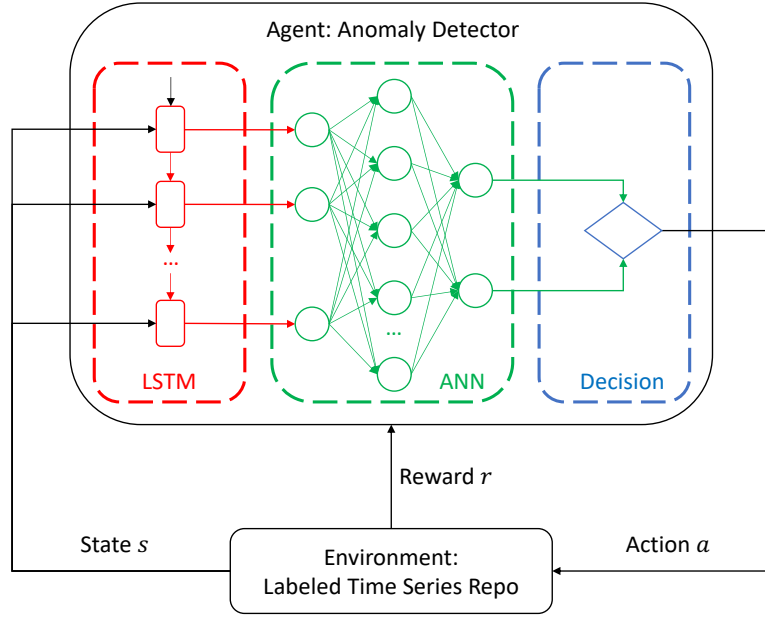 Agent: Anomaly Detector
...
...
LSTM
ANN
Decision
Reward r
State s
Action a
Environment:
Labeled Time Series Repo